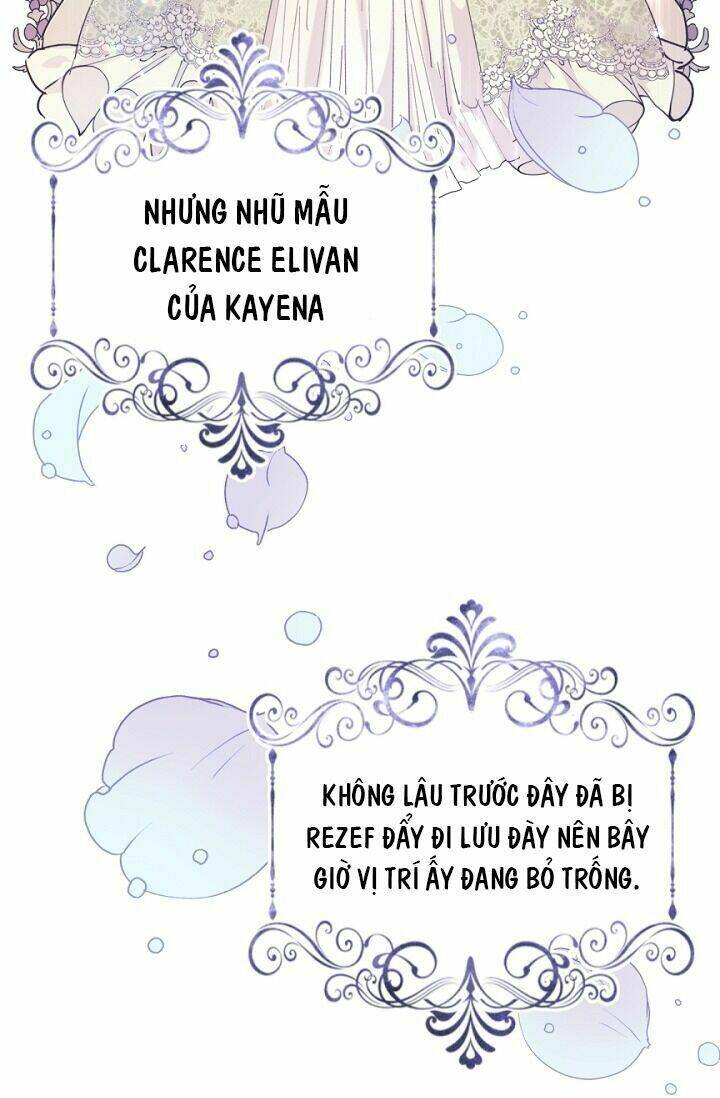 NHƯNG NHŨ MẪU
CLARENCE ELIVAN
CỦA KAYENA
KHÔNG LÂU TRƯỚC ĐÂY ĐÃ BỊ
REZEF ĐẨY ĐI LƯU ĐÀY NÊN BÂY
GIỜ VỊ TRÍ ẤY ĐANG BỎ TRỐNG.